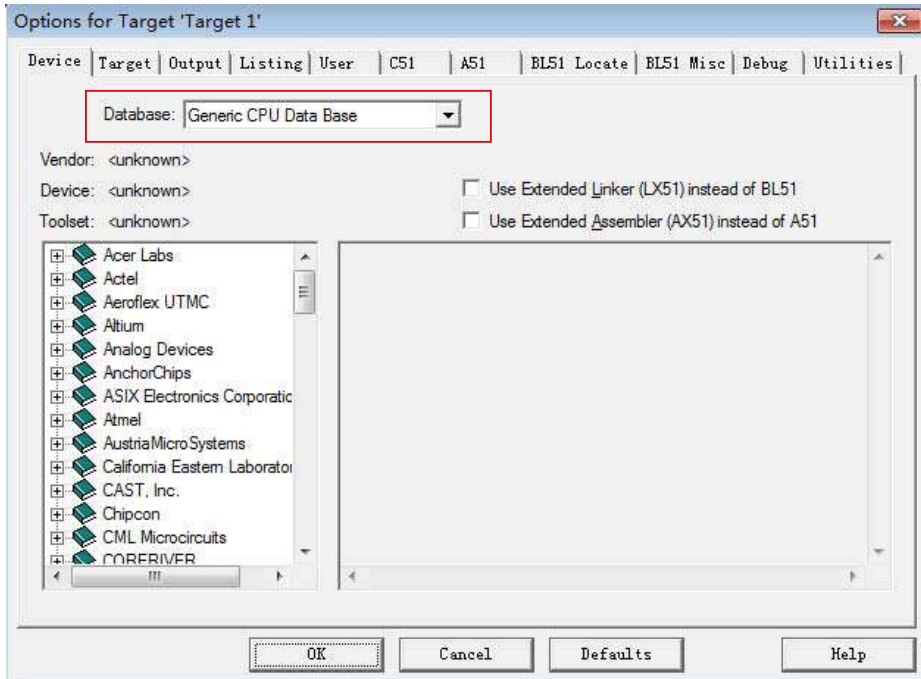 Options for Target 'Target 1'
Device Target Output Listing User C51 A51 BL51 Locate BL51 Misc Debug Utilities
Database: Generic CPU Data Base
Vendor: <unknown>
Device: <unknown>
Use Extended Linker (LX51) instead of BL51
Toolset: <unknown>
Use Extended Assembler (AX51) instead of A51
Acer Labs
Actel
Aeroflex UTMC
Altium
Analog Devices
AnchorChips
ASIX Electronics Corporatic
Atmel
AustriaMicroSystems
California Eastern Laborator
CAST, Inc.
Chipcon
CML Microcircuits
CORERIVER
OK Cancel Defaults Help